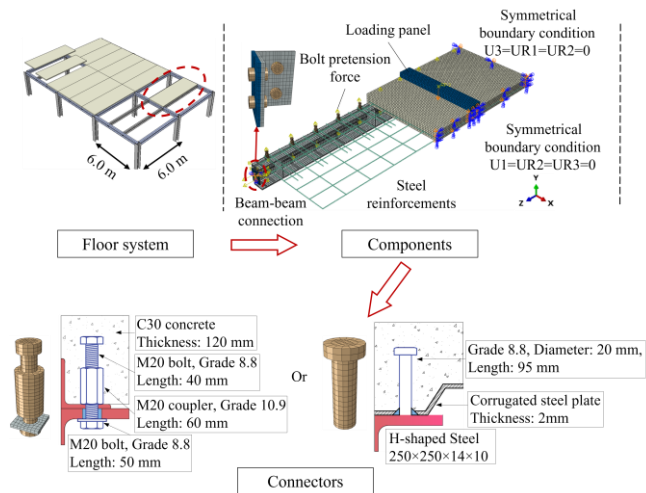 6.0 m
6.0 m
Floor system
Loading panel
Bolt pretension
force
Symmetrical
boundary condition
U3=UR1=UR2=0
Symmetrical
boundary condition
U1=UR2=UR3=0
Beam-beam
connection
Steel
reinforcements
Y
Z
X
Components
C30 concrete
Thickness: 120 mm
M20 bolt, Grade 8.8
Length: 40 mm
M20 coupler, Grade 10.9
Length: 60 mm
M20 bolt, Grade 8.8
Length: 50 mm
Or
Grade 8.8, Diameter: 20 mm,
Length: 95 mm
Corrugated steel plate
Thickness: 2mm
H-shaped Steel
250×250×14×10
Connectors